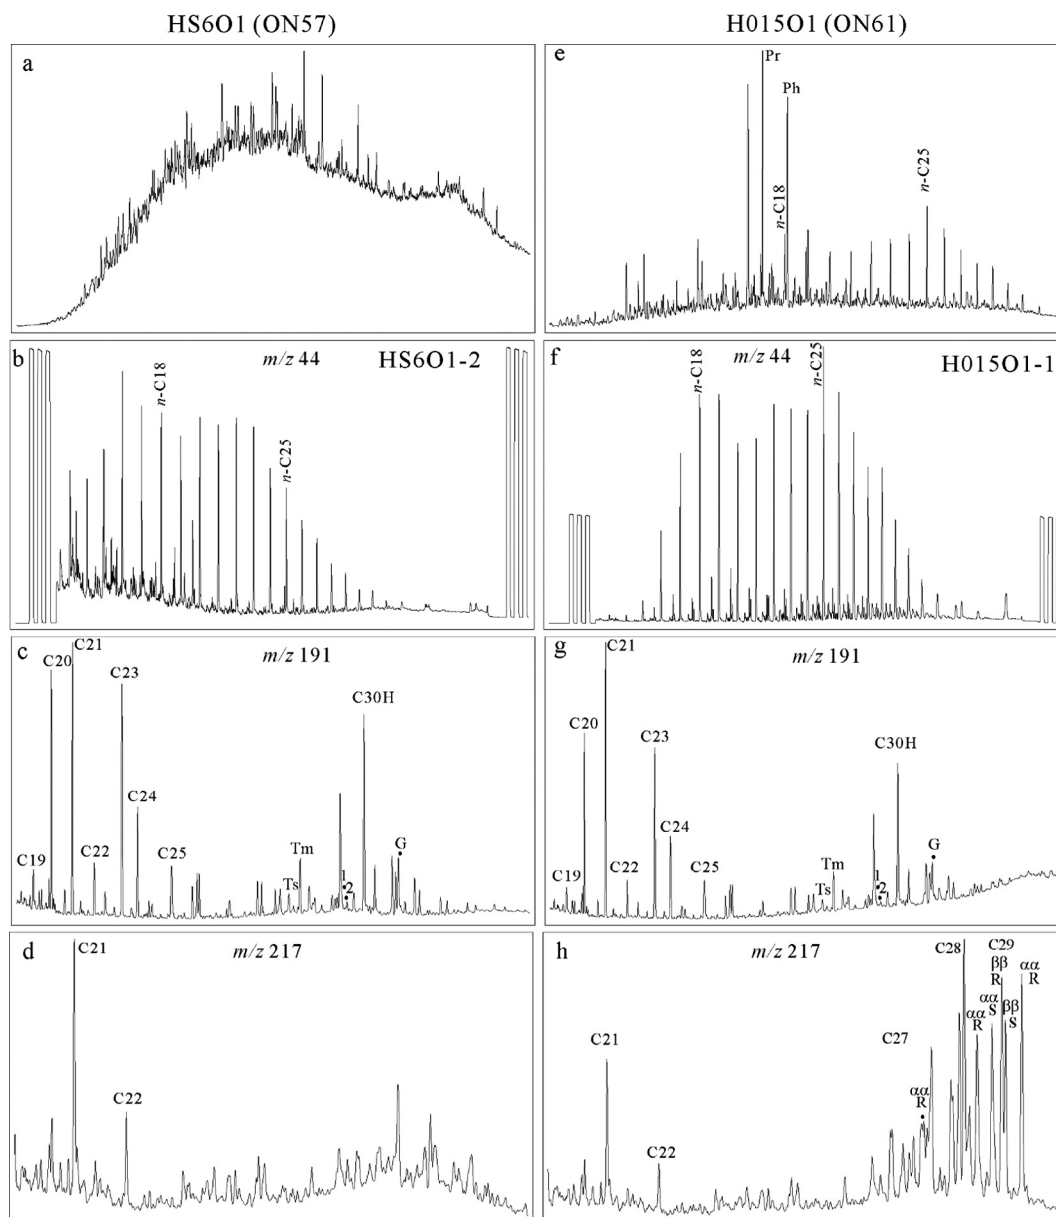 HS6O1 (ON57)
H015O1 (ON61)
a
e
Pr
Ph
n-C18
n-C25
b
m/z 44
HS6O1-2
n-C18
n-C25
f
n-C18
m/z 44
n-C25
H015O1-1
c
m/z 191
C19
C20
C21
C22
C23
C24
C25
Ts
Tm
1
2
C30H
G
g
m/z 191
C19
C20
C21
C22
C23
C24
C25
Ts
Tm
1
2
C30H
G
d
C21
m/z 217
C22
h
m/z 217
C21
C22
C27
αα
R
C28
αα
R
αα
S
C29
ββ
R
ββ
S
αα
R